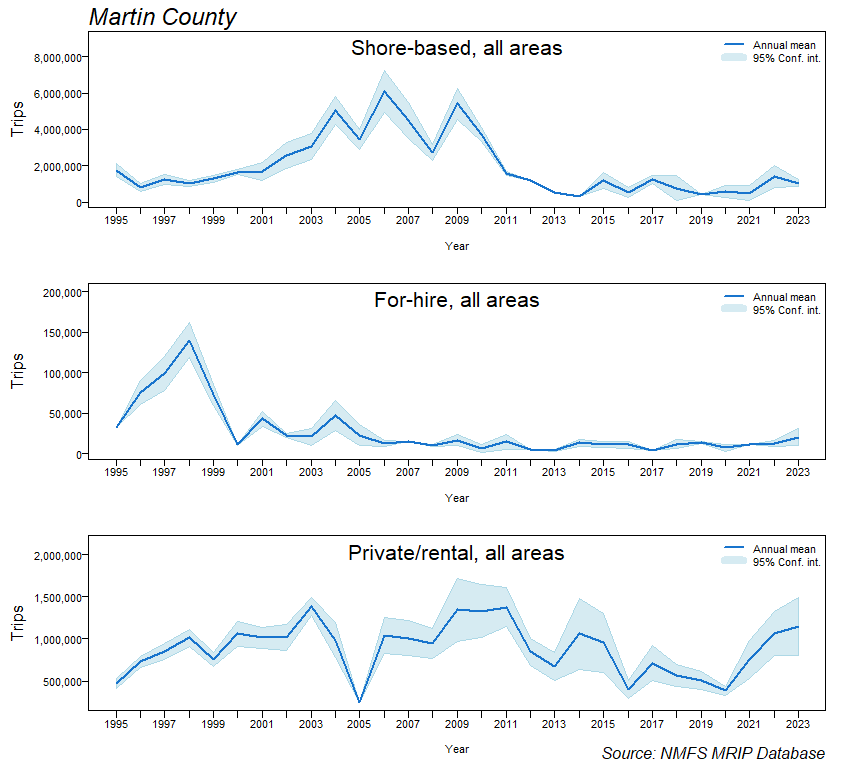 Martin County
Shore-based, all areas
Annual mean
95% Conf. int.
Trips
8,000,000
6,000,000
4,000,000
2,000,000
0
1995 1997 1999 2001 2003 2005 2007 2009 2011 2013 2015 2017 2019 2021 2023
Year
For-hire, all areas
Annual mean
95% Conf. int.
Trips
200,000
150,000
100,000
50,000
0
1995 1997 1999 2001 2003 2005 2007 2009 2011 2013 2015 2017 2019 2021 2023
Year
Private/rental, all areas
Annual mean
95% Conf. int.
Trips
2,000,000
1,500,000
1,000,000
500,000
1995 1997 1999 2001 2003 2005 2007 2009 2011 2013 2015 2017 2019 2021 2023
Year
Source: NMFS MRIP Database